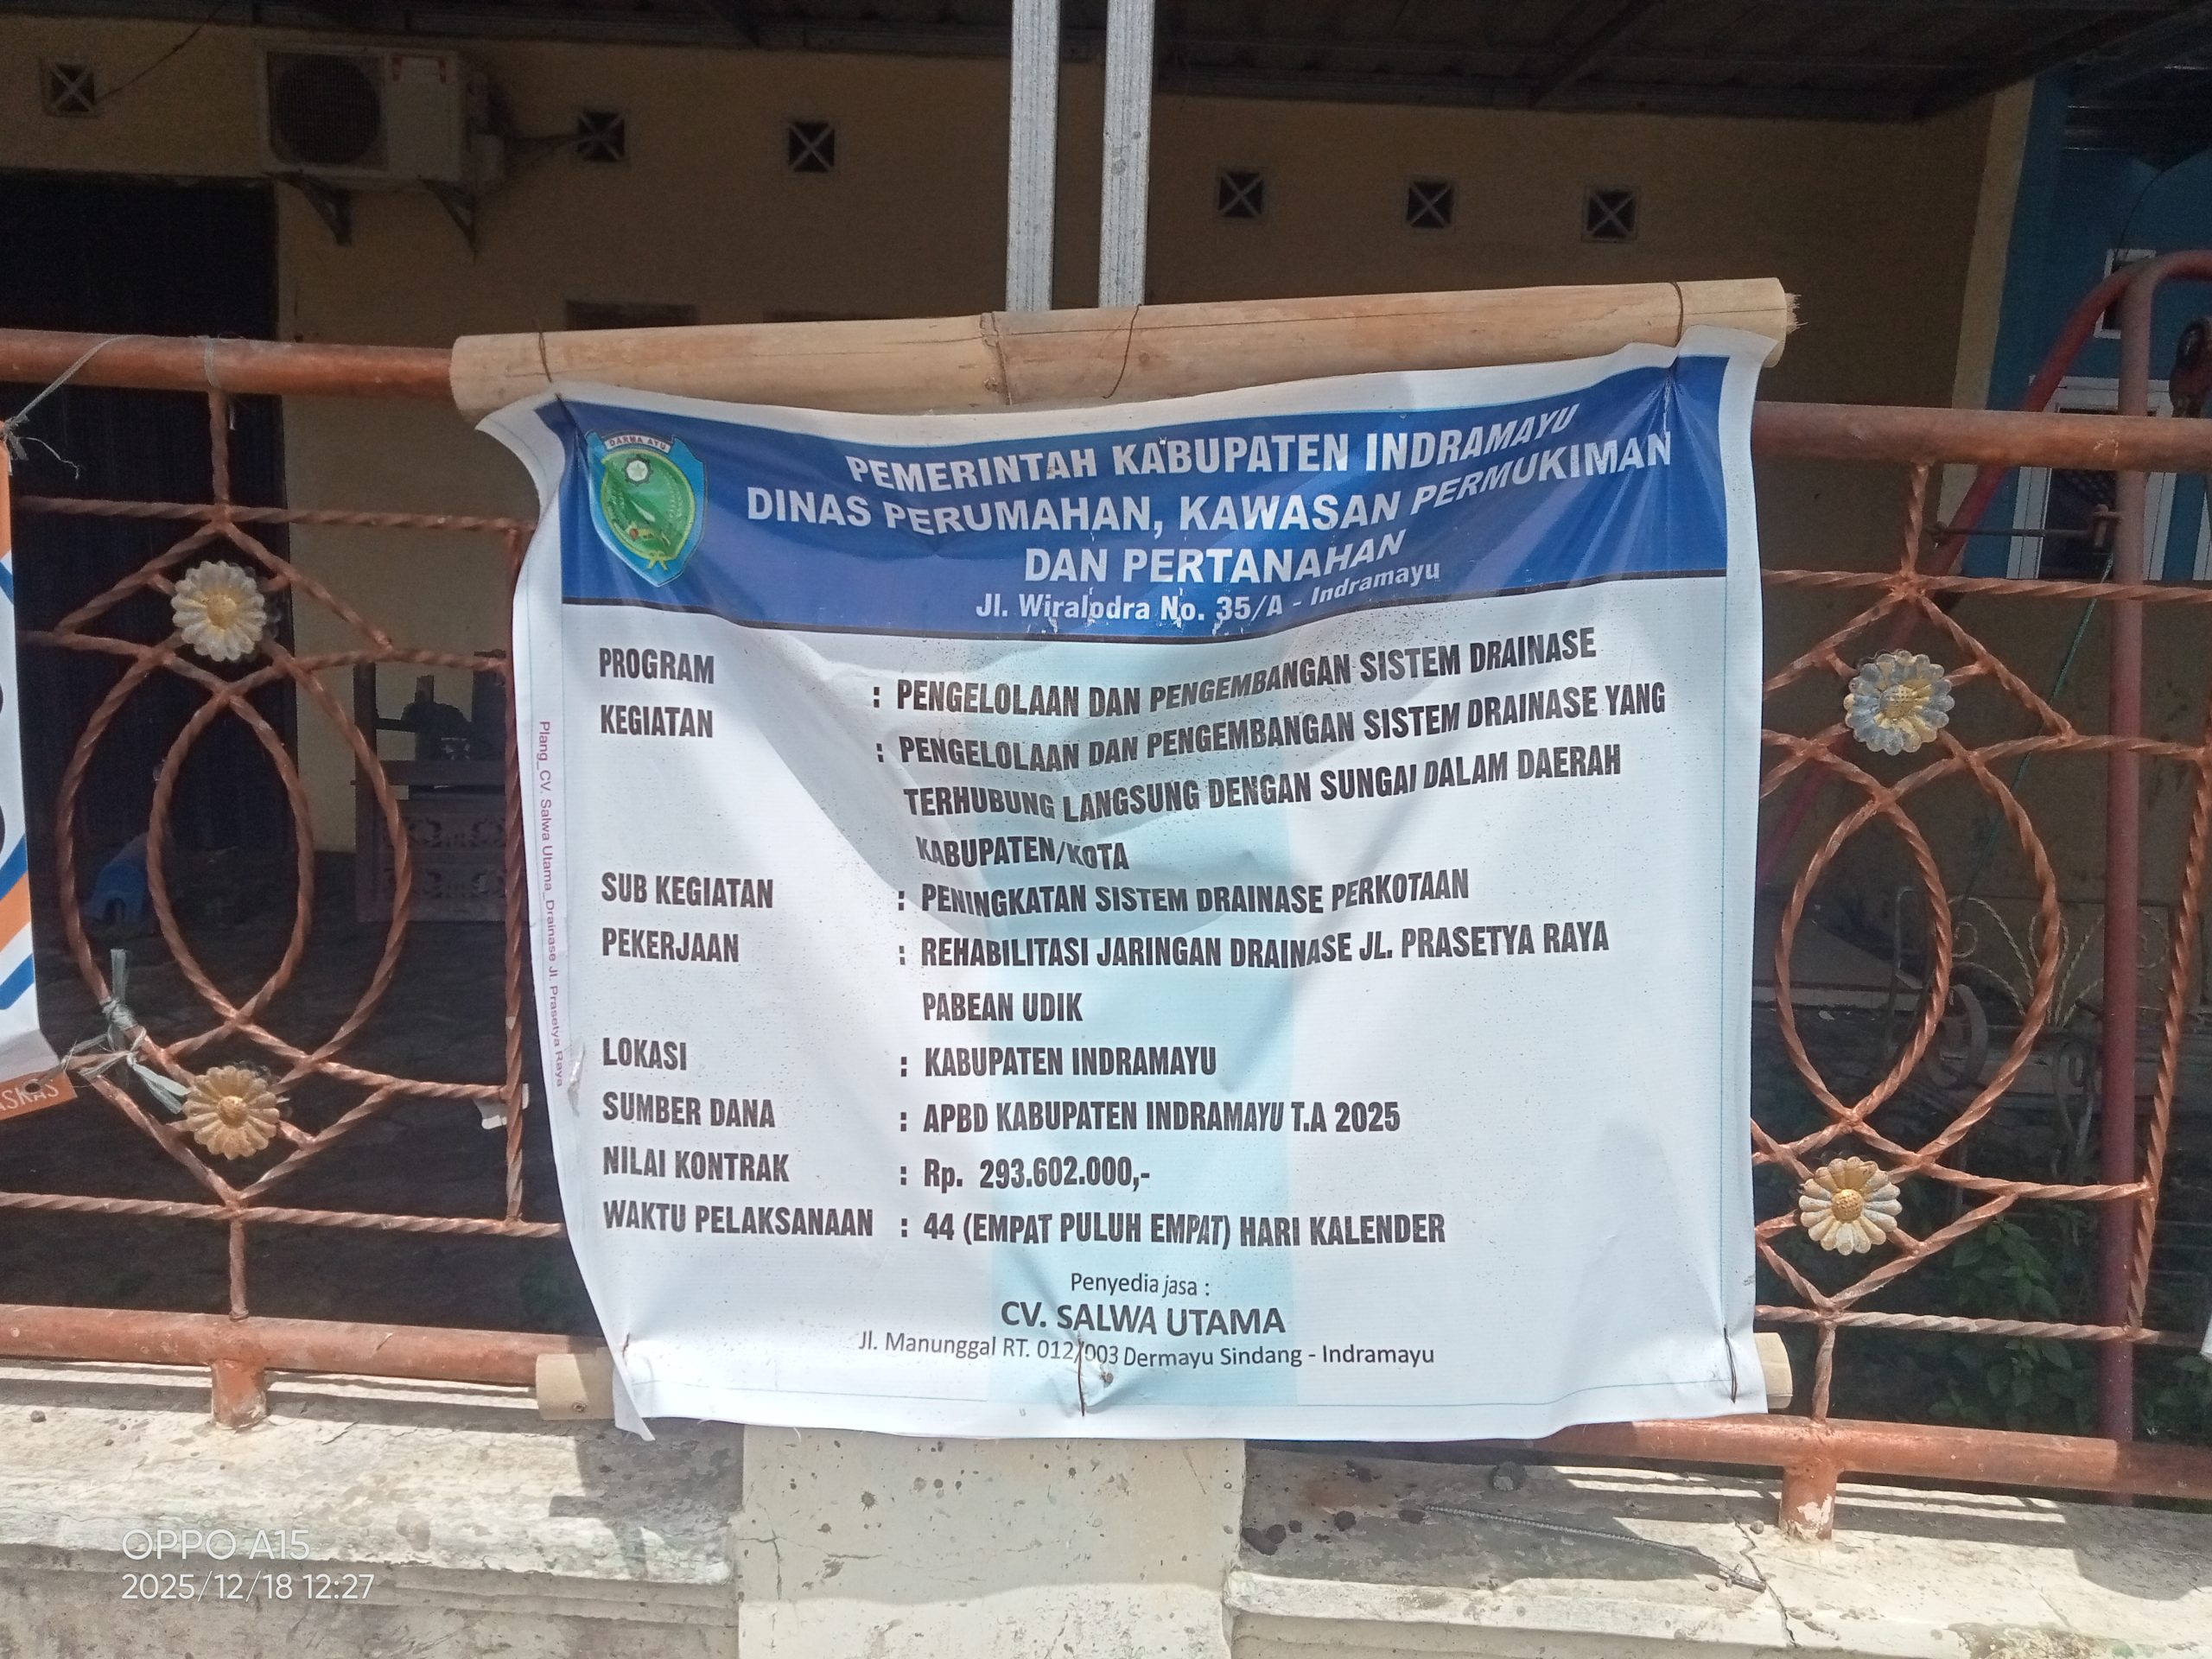 DARMA AYU
PEMERINTAH KABUPATEN INDRAMAYU
DINAS PERUMAHAN, KAWASAN PERMUKIMAN
DAN PERTANAHAN
Jl. Wiralodra No. 35/A - Indramayu
PROGRAM : PENGELOLAAN DAN PENGEMBANGAN SISTEM DRAINASE
KEGIATAN : PENGELOLAAN DAN PENGEMBANGAN SISTEM DRAINASE YANG
TERHUBUNG LANGSUNG DENGAN SUNGAI DALAM DAERAH
KABUPATEN/KOTA
SUB KEGIATAN : PENINGKATAN SISTEM DRAINASE PERKOTAAN
PEKERJAAN : REHABILITASI JARINGAN DRAINASE JL. PRASETYA RAYA
PABEAN UDIK
LOKASI : KABUPATEN INDRAMAYU
SUMBER DANA : APBD KABUPATEN INDRAMAYU T.A 2025
NILAI KONTRAK : Rp. 293.602.000,-
WAKTU PELAKSANAAN : 44 (EMPAT PULUH EMPAT) HARI KALENDER
Penyedia jasa :
CV. SALWA UTAMA
Jl. Manunggal RT. 012/003 Dermayu Sindang - Indramayu
Plang_CV. Salwa Utama_Drainase Jl. Prasetya Raya
OPPO A15
2025/12/18 12:27